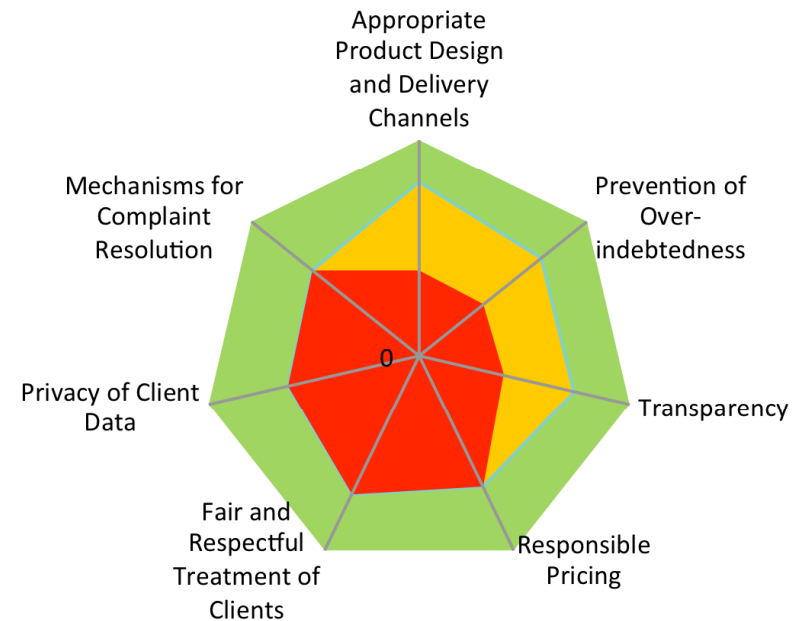 Appropriate
Product Design
and Delivery
Channels
Prevention of
Over-
indebtedness
Transparency
Responsible
Pricing
Fair and
Respectful
Treatment of
Clients
Privacy of Client
Data
Mechanisms for
Complaint
Resolution
0